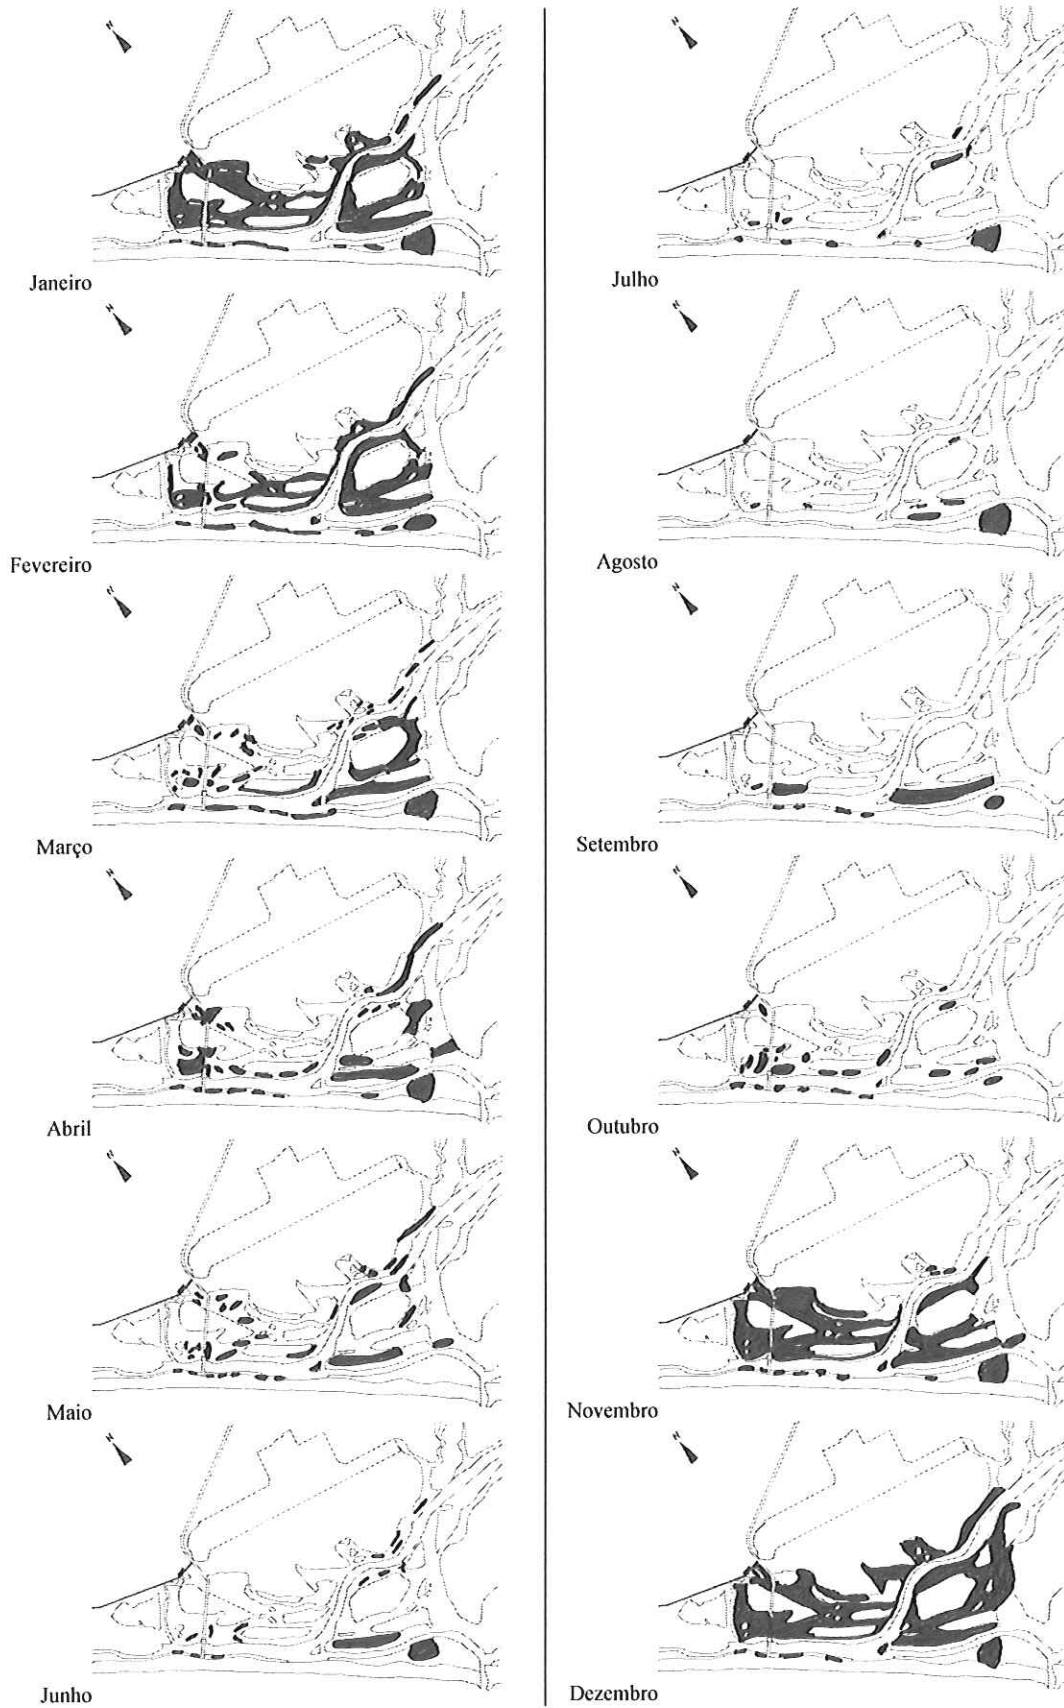 N
Janeiro
N
Fevereiro
N
Março
N
Abril
N
Maio
N
Junho
N
Julho
N
Agosto
N
Setembro
N
Outubro
N
Novembro
N
Dezembro